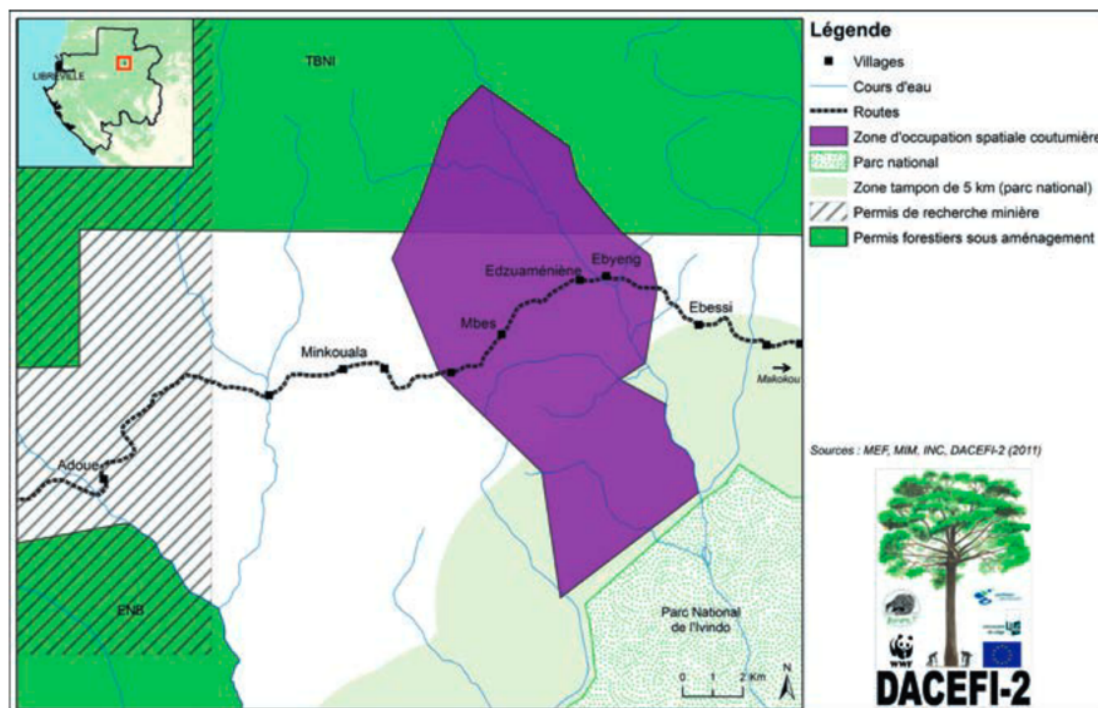 LIBREVILLE
TBNI
Ebyeng
Edzuaméniène
Mbes
Ebessi
Minkouala
Makokou
Adoue
ENB
Parc National
de l'Ivindo
0 1 2 Km
N
Légende
Villages
Cours d'eau
Routes
Zone d'occupation spatiale coutumière
Parc national
Zone tampon de 5 km (parc national)
Permis de recherche minière
Permis forestiers sous aménagement
Sources : MEF, MIM, INC, DACEFI-2 (2011)
WWF
DACEFI-2